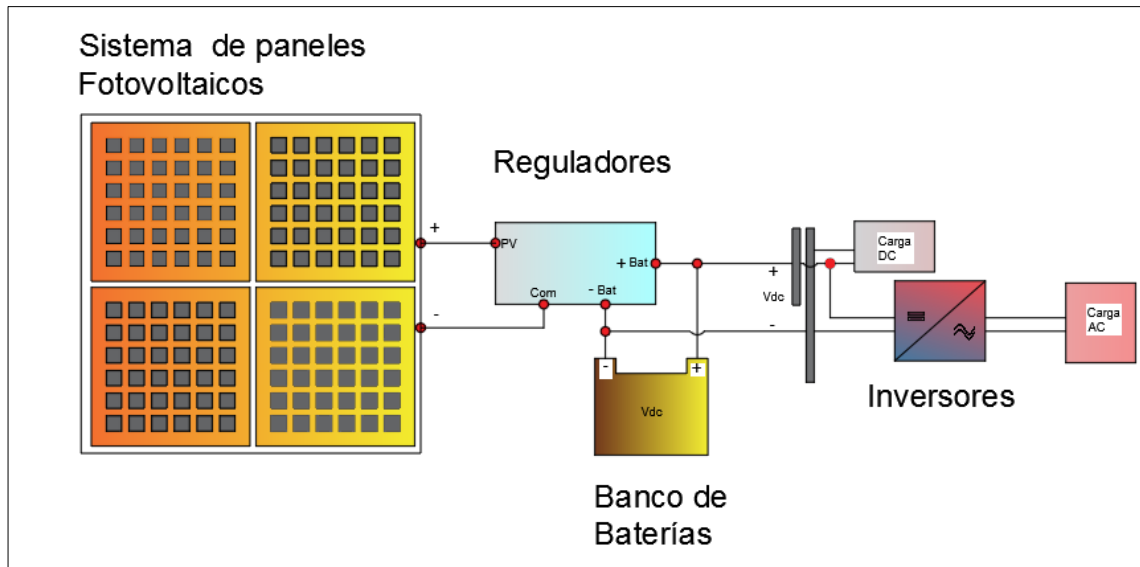 Sistema de paneles
Fotovoltaicos
Reguladores
+
PV
+ Bat
Com
- Bat
-
+
Vdc
-
Carga
DC
Carga
AC
- +
Vdc
Inversores
Banco de
Baterías